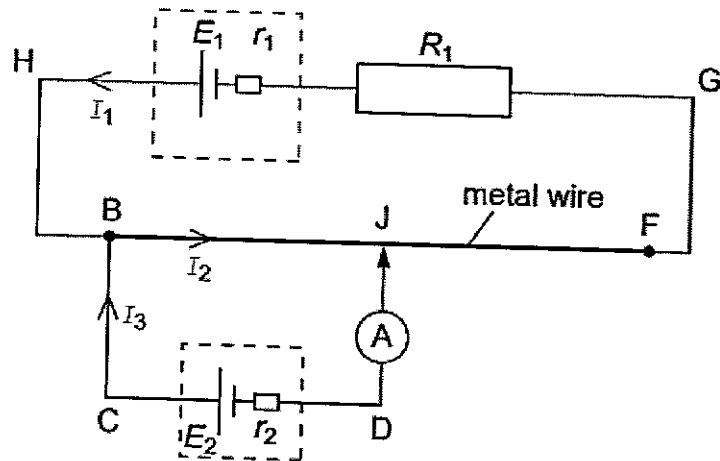 E₁ r₁ R₁
H G
I₁
metal wire
B J F
I₂
I₃ A
C D
E₂ r₂